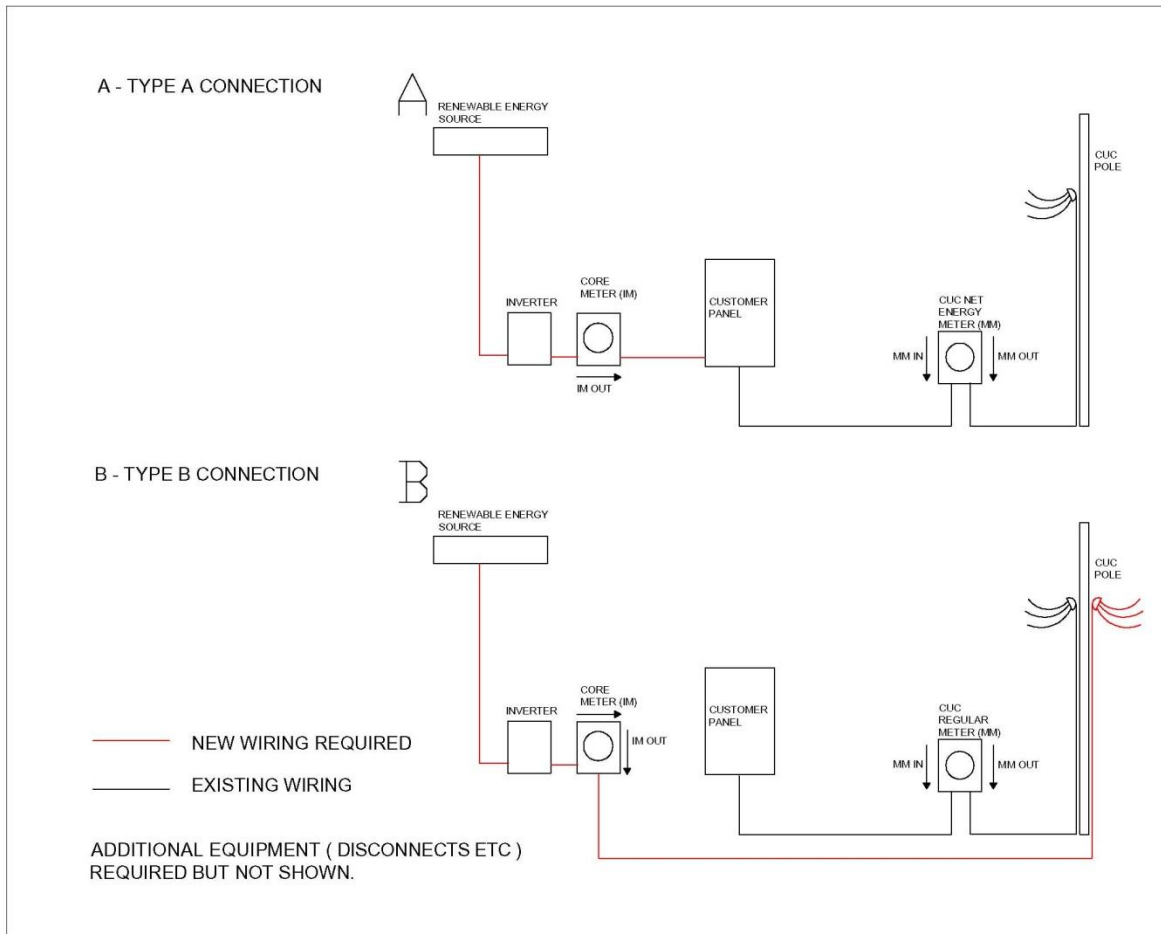 A - TYPE A CONNECTION
A
RENEWABLE ENERGY
SOURCE
CUC
POLE
INVERTER
CORE
METER (IM)
IM OUT
CUSTOMER
PANEL
CUC NET
ENERGY
METER (MM)
MM IN
MM OUT
B - TYPE B CONNECTION
B
RENEWABLE ENERGY
SOURCE
CUC
POLE
INVERTER
CORE
METER (IM)
IM OUT
CUSTOMER
PANEL
CUC
REGULAR
METER (MM)
MM IN
MM OUT
NEW WIRING REQUIRED
EXISTING WIRING
ADDITIONAL EQUIPMENT ( DISCONNECTS ETC )
REQUIRED BUT NOT SHOWN.